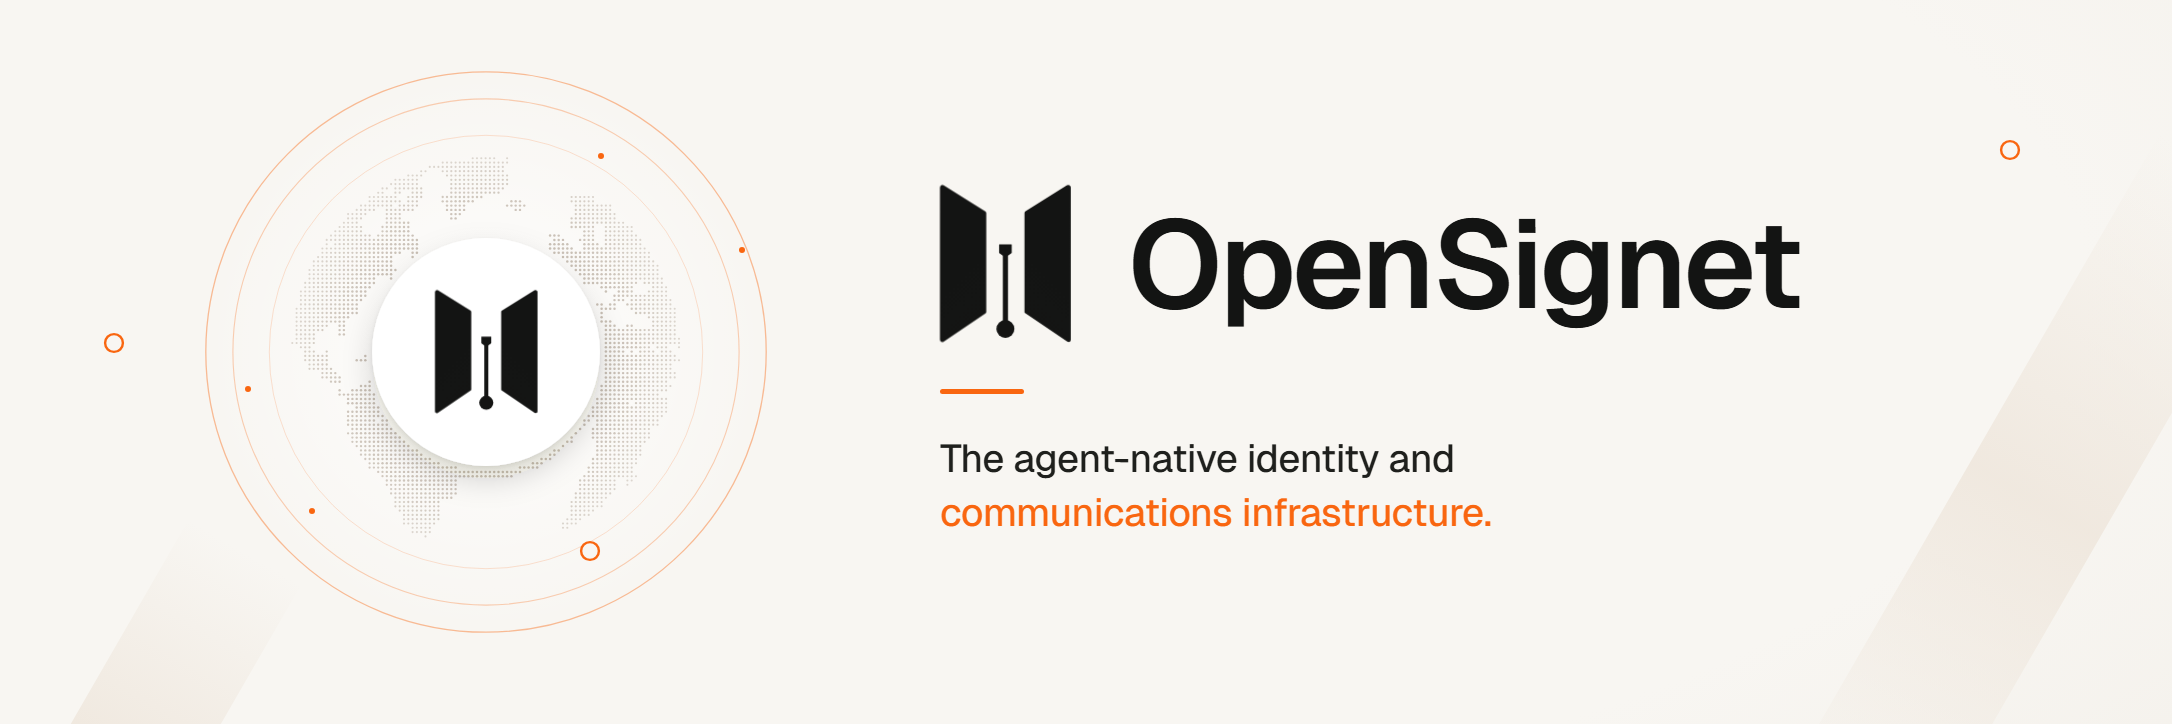 OpenSignet
The agent-native identity and
communications infrastructure.